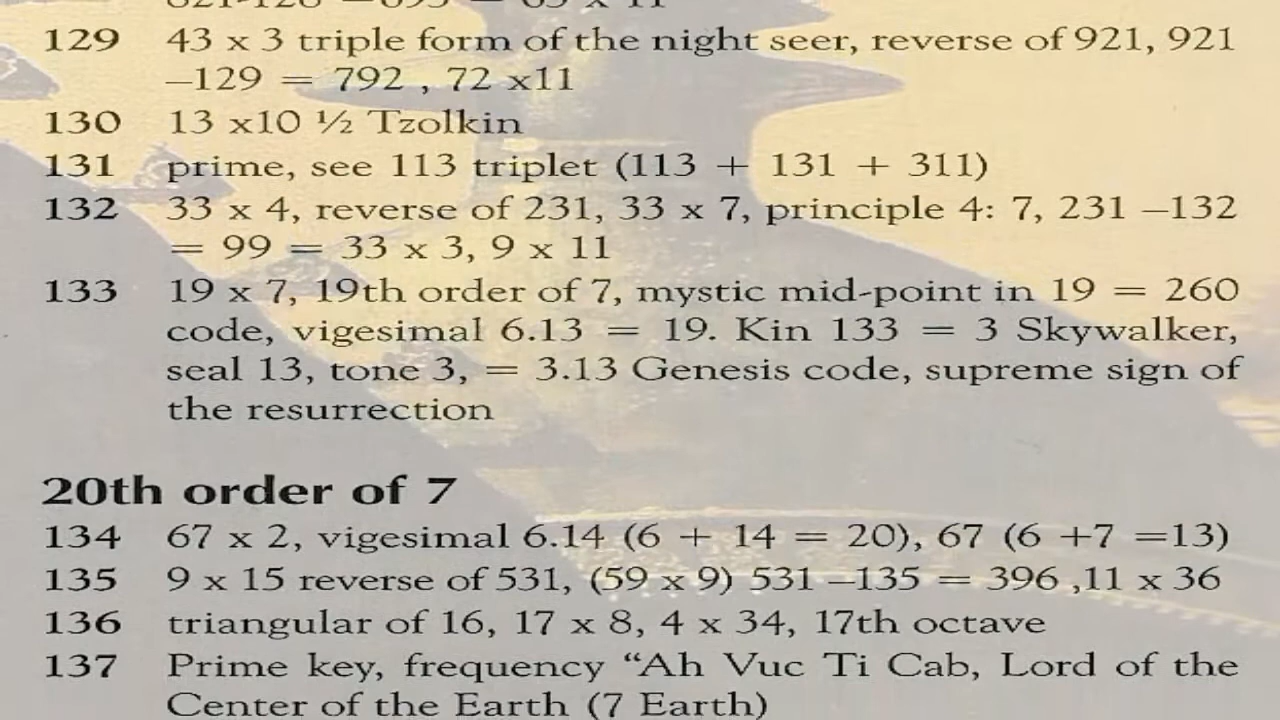 129 43 x 3 triple form of the night seer, reverse of 921, 921
–129 = 792 , 72 x11
130 13 x10 ½ Tzolkin
131 prime, see 113 triplet (113 + 131 + 311)
132 33 x 4, reverse of 231, 33 x 7, principle 4: 7, 231 –132
= 99 = 33 x 3, 9 x 11
133 19 x 7, 19th order of 7, mystic mid-point in 19 = 260
code, vigesimal 6.13 = 19. Kin 133 = 3 Skywalker,
seal 13, tone 3, = 3.13 Genesis code, supreme sign of
the resurrection
20th order of 7
134 67 x 2, vigesimal 6.14 (6 + 14 = 20), 67 (6 +7 =13)
135 9 x 15 reverse of 531, (59 x 9) 531 –135 = 396 ,11 x 36
136 triangular of 16, 17 x 8, 4 x 34, 17th octave
137 Prime key, frequency “Ah Vuc Ti Cab, Lord of the
Center of the Earth (7 Earth)